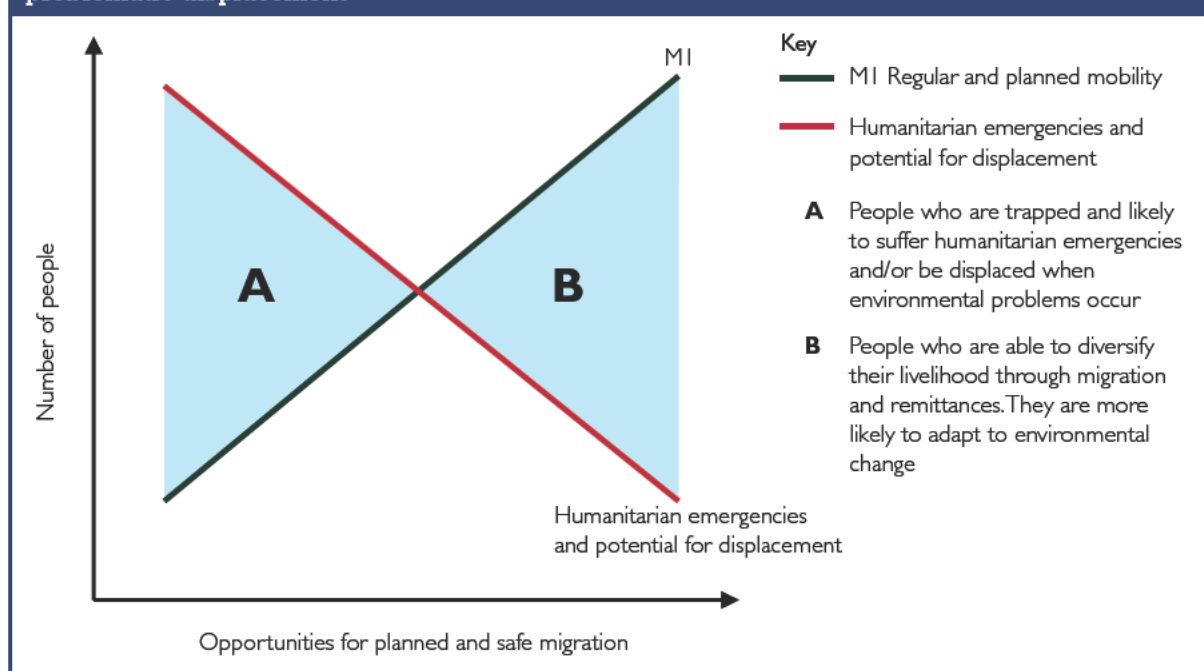 M1
Key
M1 Regular and planned mobility
Humanitarian emergencies and
potential for displacement
A People who are trapped and likely
to suffer humanitarian emergencies
and/or be displaced when
environmental problems occur
B People who are able to diversify
their livelihood through migration
and remittances. They are more
likely to adapt to environmental
change
A
B
Number of people
Humanitarian emergencies
and potential for displacement
Opportunities for planned and safe migration